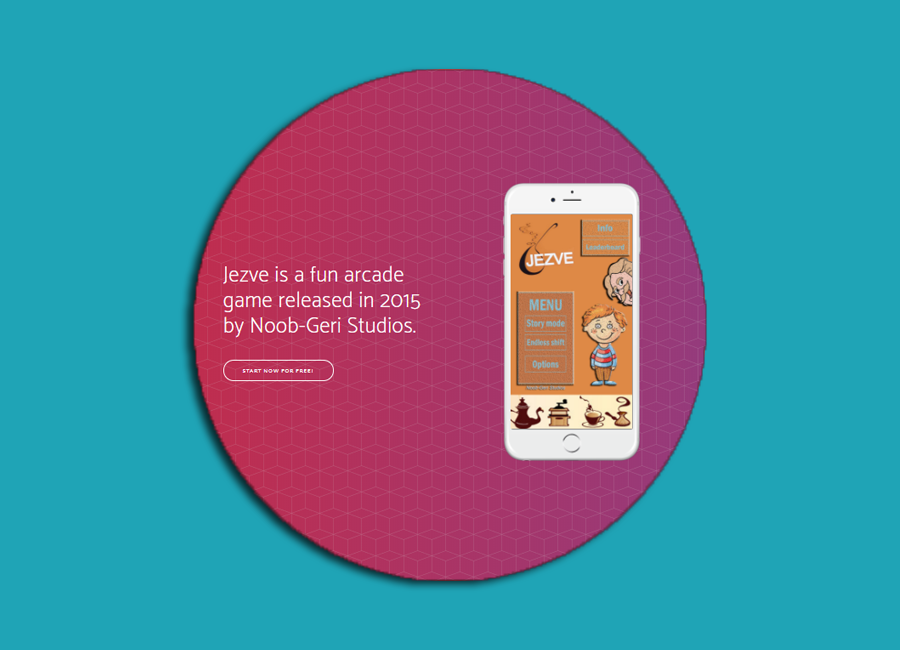 Jezve is a fun arcade
game released in 2015
by Noob-Geri Studios.
START NOW FOR FREE!
Info
Leaderboard
JEZVE
MENU
Story mode
Endless shift
Options